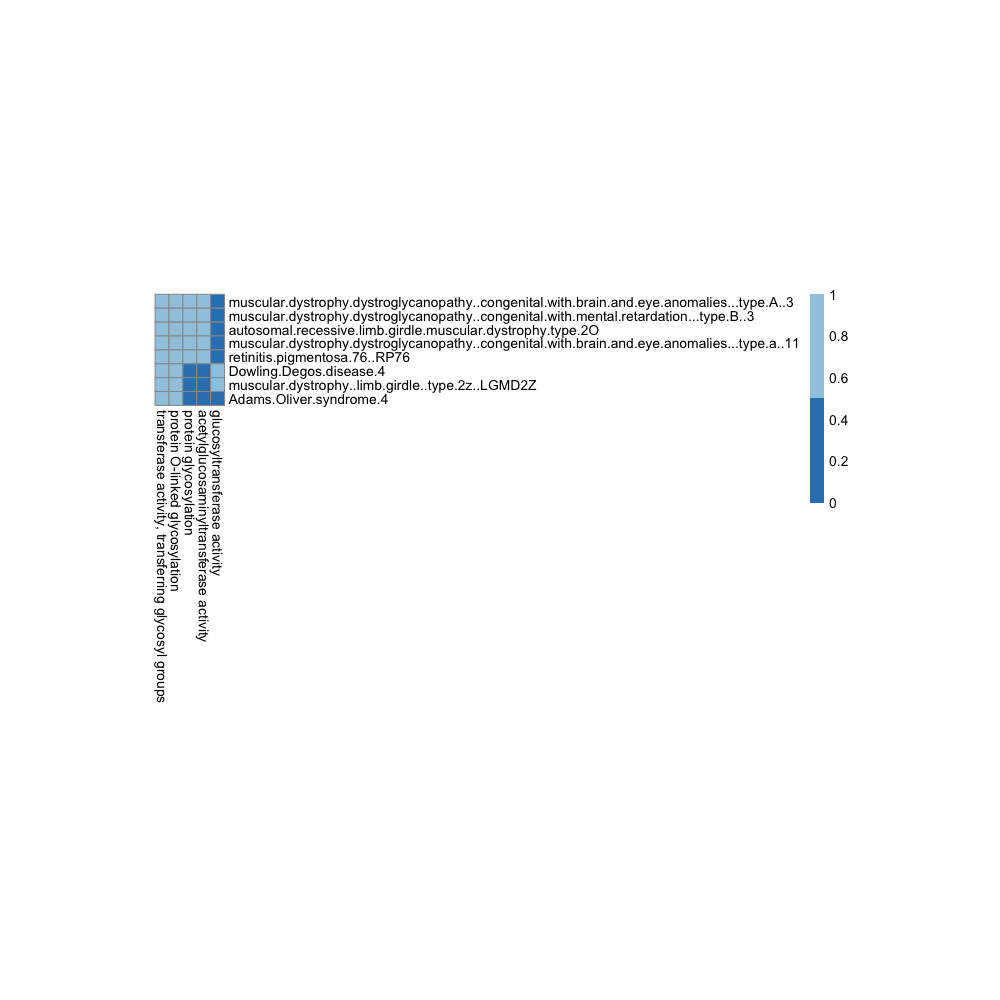 muscular.dystrophy.dystroglycanopathy..congenital.with.brain.and.eye.anomalies...type.A..3
muscular.dystrophy.dystroglycanopathy..congenital.with.mental.retardation...type.B..3
autosomal.recessive.limb.girdle.muscular.dystrophy.type.2O
muscular.dystrophy.dystroglycanopathy..congenital.with.brain.and.eye.anomalies...type.a..11
retinitis.pigmentosa.76..RP76
Dowling.Degos.disease.4
muscular.dystrophy..limb.girdle..type.2z..LGMD2Z
Adams.Oliver.syndrome.4
transferase activity, transferring glycosyl groups
protein O-linked glycosylation
protein glycosylation
acetylglucosaminyltransferase activity
glucosyltransferase activity
1
0.8
0.6
0.4
0.2
0